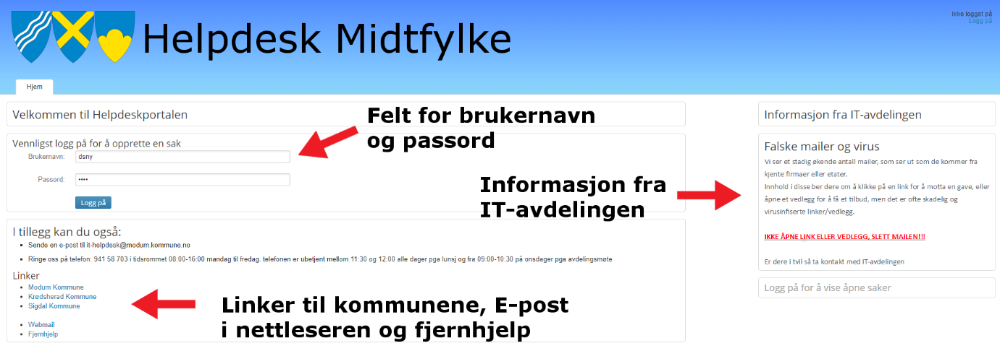 Helpdesk Midtfylke
Ikke logget på
Logg på
Hjem
Velkommen til Helpdeskportalen
Vennligst logg på for å opprette en sak
Brukernavn:
dsny
Passord:
••••
Logg på
Felt for brukernavn
og passord
I tillegg kan du også:
• Sende en e-post til it-helpdesk@modum.kommune.no
• Ringe oss på telefon: 941 58 703 i tidsrommet 08:00-16:00 mandag til fredag. telefonen er ubetjent mellom 11:30 og 12:00 alle dager pga lunsj og fra 09:00-10:30 på onsdager pga avdelingsmøte
Linker
• Modum Kommune
• Krødsherad Kommune
• Sigdal Kommune
• Webmail
• Fjernhjelp
Linker til kommunene, E-post
i nettleseren og fjernhjelp
Informasjon fra
IT-avdelingen
Informasjon fra IT-avdelingen
Falske mailer og virus
Vi ser et stadig økende antall mailer, som ser ut som de kommer fra
kjente firmaer eller etater.
Innhold i disse ber dere om å klikke på en link for å motta en gave, eller
åpne et vedlegg for å få et tilbud, men det er ofte skadelig og
virusinfiserte linker/vedlegg.
IKKE ÅPNE LINK ELLER VEDLEGG, SLETT MAILEN!!!
Er dere i tvil så ta kontakt med IT-avdelingen
Logg på for å vise åpne saker